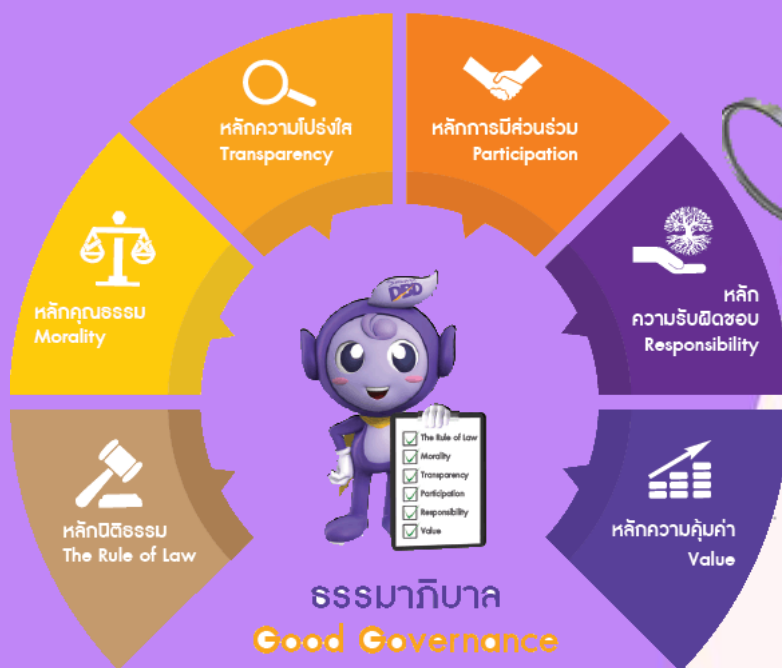 หลักความโปร่งใส
Transparency
หลักการมีส่วนร่วม
Participation
หลักคุณธรรม
Morality
หลัก
ความรับผิดชอบ
Responsibility
หลักนิติธรรม
The Rule of Law
หลักความคุ้มค่า
Value
DBD
The Rule of Law
Morality
Transparency
Participation
Responsibility
Value
ธรรมาภิบาล
Good Governance